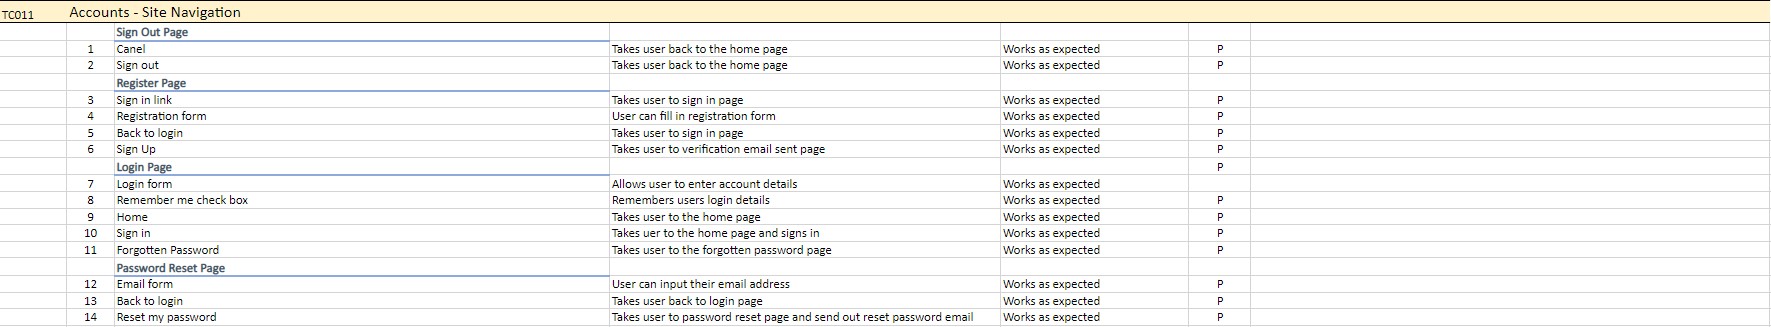 TC011 Accounts - Site Navigation
Sign Out Page
1 Canel Takes user back to the home page Works as expected P
2 Sign out Takes user back to the home page Works as expected P
Register Page
3 Sign in link Takes user to sign in page Works as expected P
4 Registration form User can fill in registration form Works as expected P
5 Back to login Takes user to sign in page Works as expected P
6 Sign Up Takes user to verification email sent page Works as expected P
Login Page P
7 Login form Allows user to enter account details Works as expected
8 Remember me check box Remembers users login details Works as expected P
9 Home Takes user to the home page Works as expected P
10 Sign in Takes uer to the home page and signs in Works as expected P
11 Forgotten Password Takes user to the forgotten password page Works as expected P
Password Reset Page
12 Email form User can input their email address Works as expected P
13 Back to login Takes user back to login page Works as expected P
14 Reset my password Takes user to password reset page and send out reset password email Works as expected P